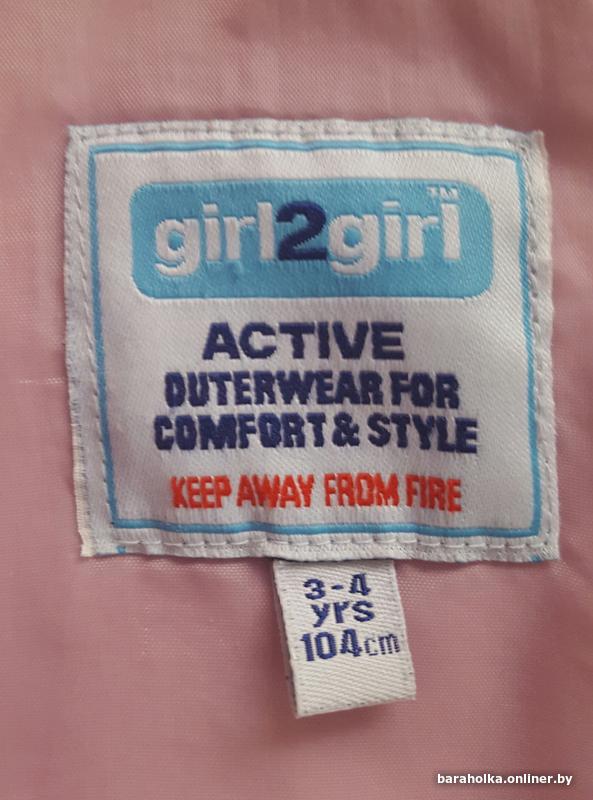 girl2girl™
ACTIVE
OUTERWEAR FOR
COMFORT & STYLE
KEEP AWAY FROM FIRE
3-4
yrs
104cm
baraholka.onliner.by